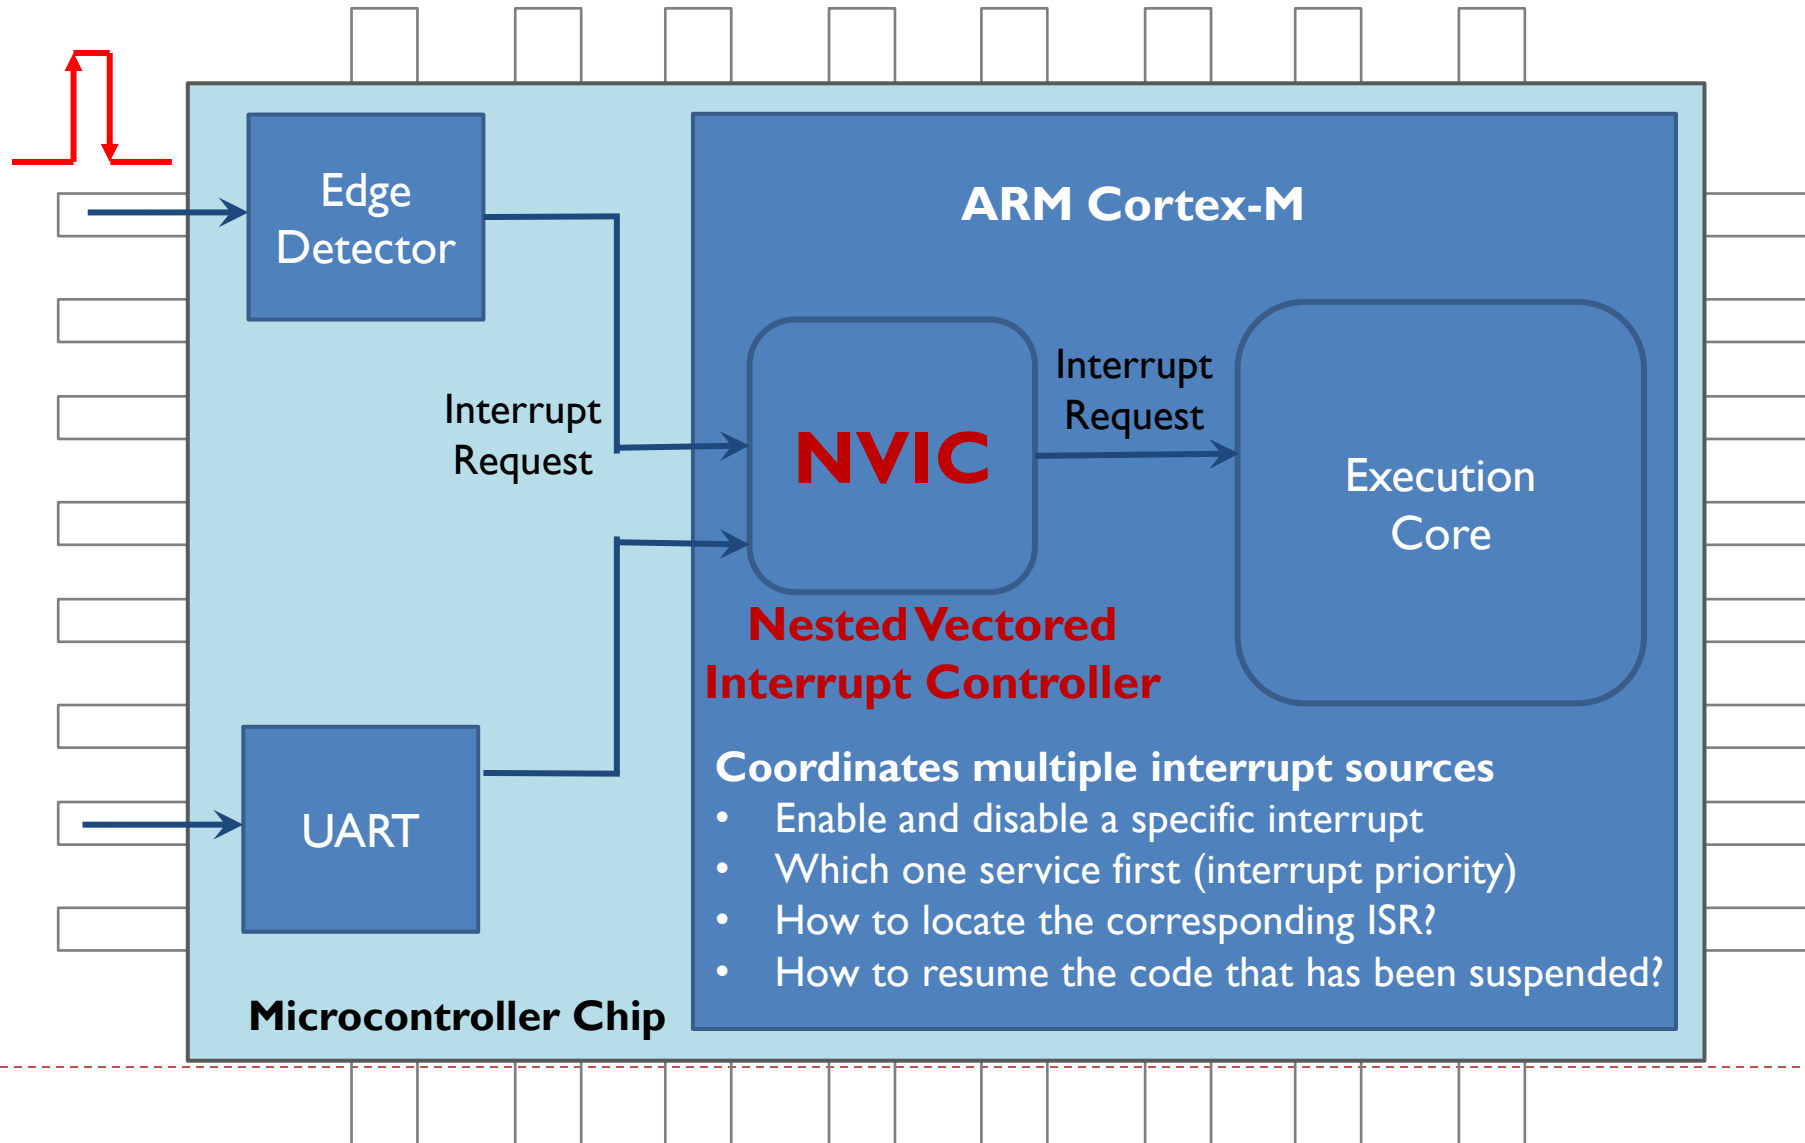 Edge
Detector
ARM Cortex-M
Interrupt
Request
NVIC
Interrupt
Request
Execution
Core
Nested Vectored
Interrupt Controller
UART
Coordinates multiple interrupt sources
• Enable and disable a specific interrupt
• Which one service first (interrupt priority)
• How to locate the corresponding ISR?
• How to resume the code that has been suspended?
Microcontroller Chip